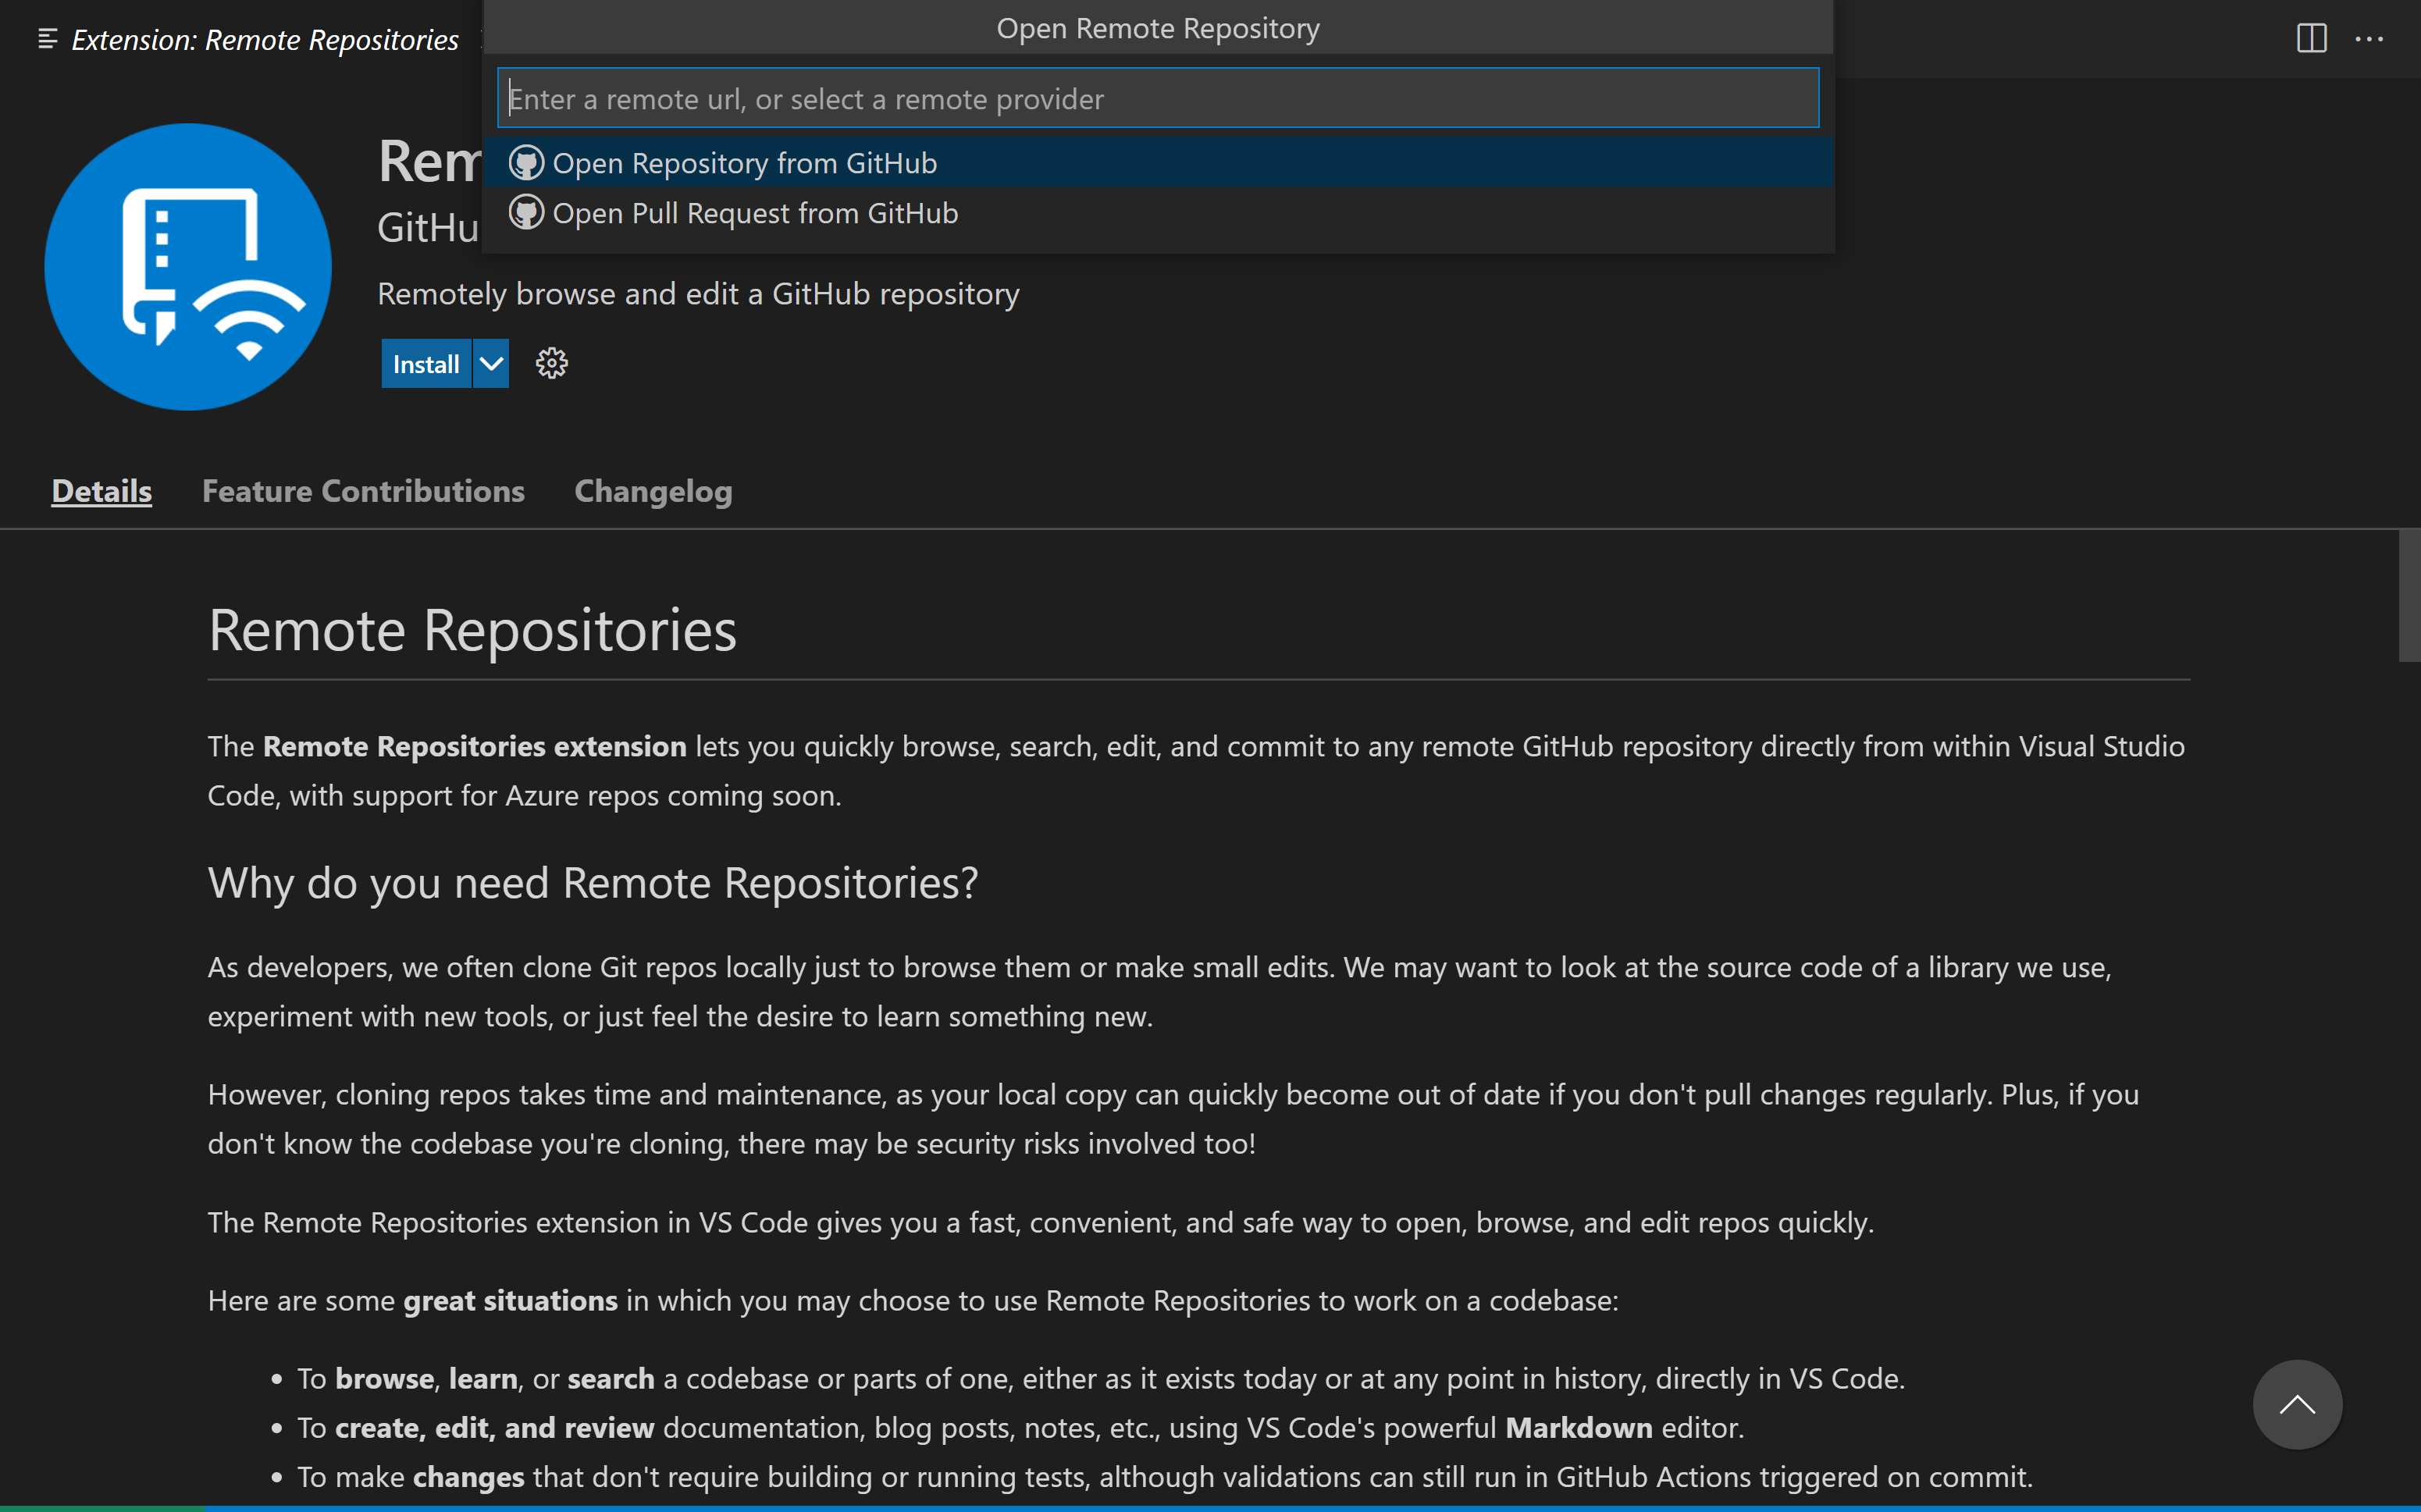 Extension: Remote Repositories
Open Remote Repository
Enter a remote url, or select a remote provider
Open Repository from GitHub
Open Pull Request from GitHub
Remotely browse and edit a GitHub repository
Install
Details Feature Contributions Changelog
Remote Repositories
The Remote Repositories extension lets you quickly browse, search, edit, and commit to any remote GitHub repository directly from within Visual Studio
Code, with support for Azure repos coming soon.
Why do you need Remote Repositories?
As developers, we often clone Git repos locally just to browse them or make small edits. We may want to look at the source code of a library we use,
experiment with new tools, or just feel the desire to learn something new.
However, cloning repos takes time and maintenance, as your local copy can quickly become out of date if you don't pull changes regularly. Plus, if you
don't know the codebase you're cloning, there may be security risks involved too!
The Remote Repositories extension in VS Code gives you a fast, convenient, and safe way to open, browse, and edit repos quickly.
Here are some great situations in which you may choose to use Remote Repositories to work on a codebase:
• To browse, learn, or search a codebase or parts of one, either as it exists today or at any point in history, directly in VS Code.
• To create, edit, and review documentation, blog posts, notes, etc., using VS Code's powerful Markdown editor.
• To make changes that don't require building or running tests, although validations can still run in GitHub Actions triggered on commit.